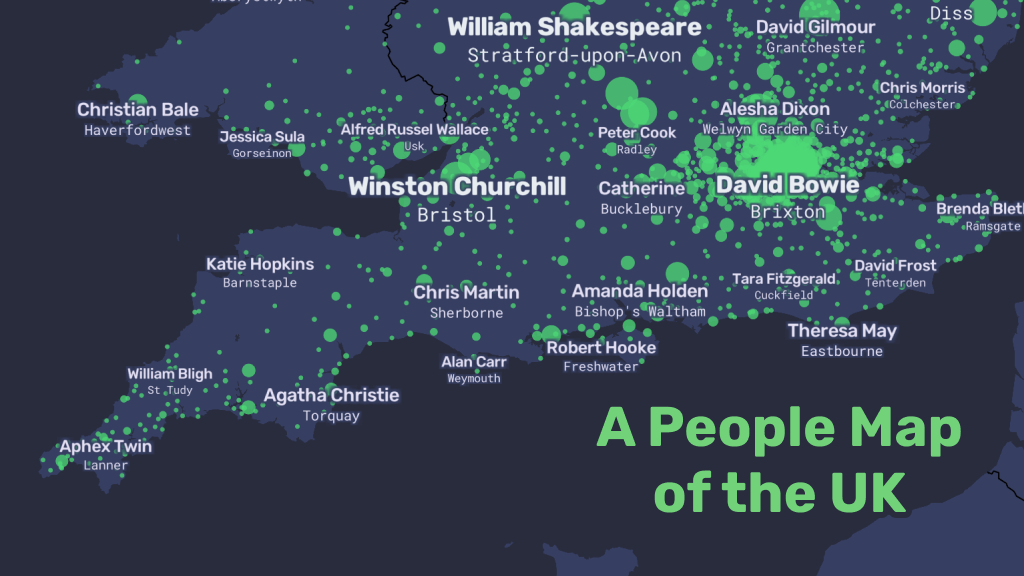 William Shakespeare
Stratford-upon-Avon
David Gilmour
Grantchester
Diss
Christian Bale
Haverfordwest
Jessica Sula
Gorseinon
Alfred Russel Wallace
Usk
Peter Cook
Radley
Alesha Dixon
Welwyn Garden City
Chris Morris
Colchester
Winston Churchill
Bristol
Catherine
Bucklebury
David Bowie
Brixton
Brenda Blet
Ramsgate
Katie Hopkins
Barnstaple
Chris Martin
Sherborne
Amanda Holden
Bishop's Waltham
Tara Fitzgerald
Cuckfield
David Frost
Tenterden
Theresa May
Eastbourne
Alan Carr
Weymouth
Robert Hooke
Freshwater
William Bligh
St Tudy
Agatha Christie
Torquay
Aphex Twin
Lanner
A People Map
of the UK